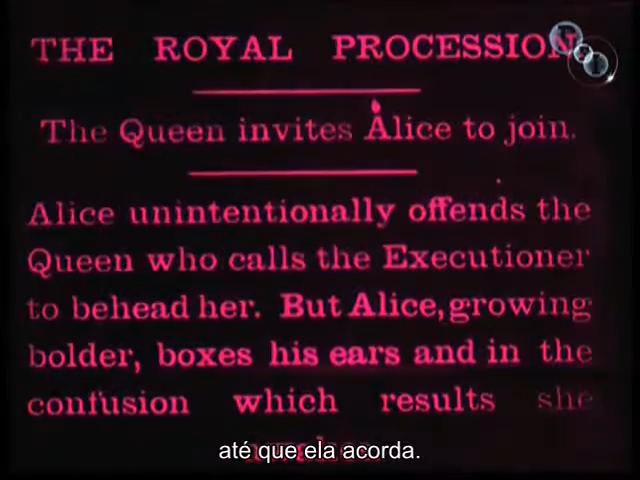 THE ROYAL PROCESSION
The Queen invites Alice to join.
Alice unintentionally offends the
Queen who calls the Executioner
to behead her. But Alice, growing
bolder, boxes his ears and in the
confusion which results she
até que ela acorda.